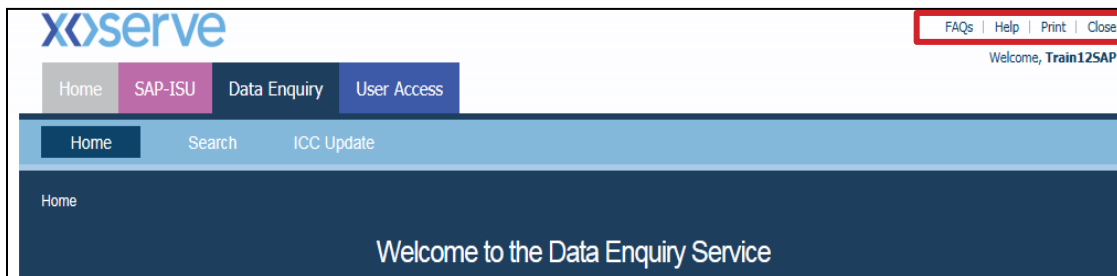 xoserve
FAQs | Help | Print | Close
Welcome, Train12SAP
Home SAP-ISU Data Enquiry User Access
Home Search ICC Update
Home
Welcome to the Data Enquiry Service